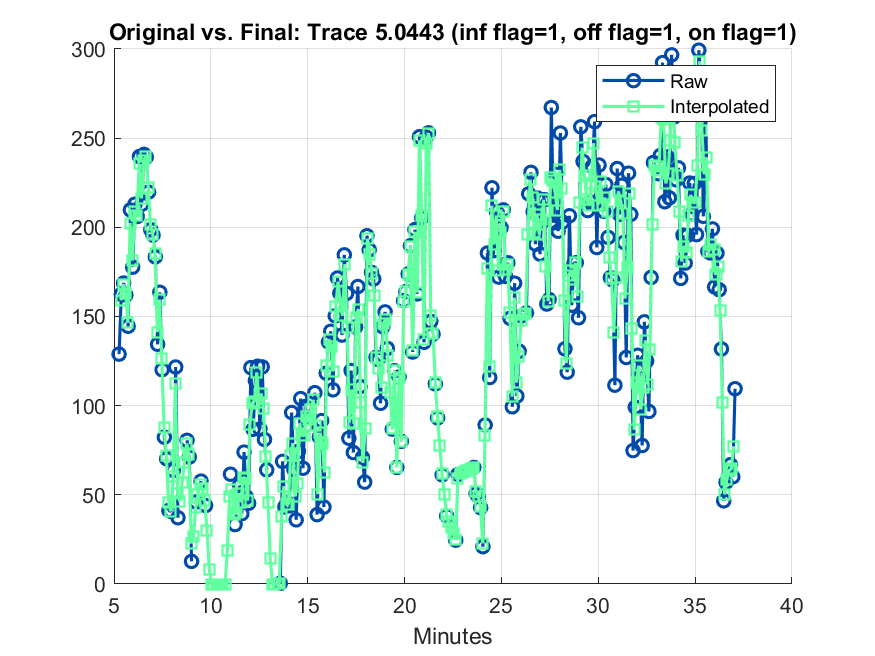 Original vs. Final: Trace 5.0443 (inf flag=1, off flag=1, on flag=1)
300
250
200
150
100
50
0
Raw
Interpolated
5 10 15 20 25 30 35 40
Minutes